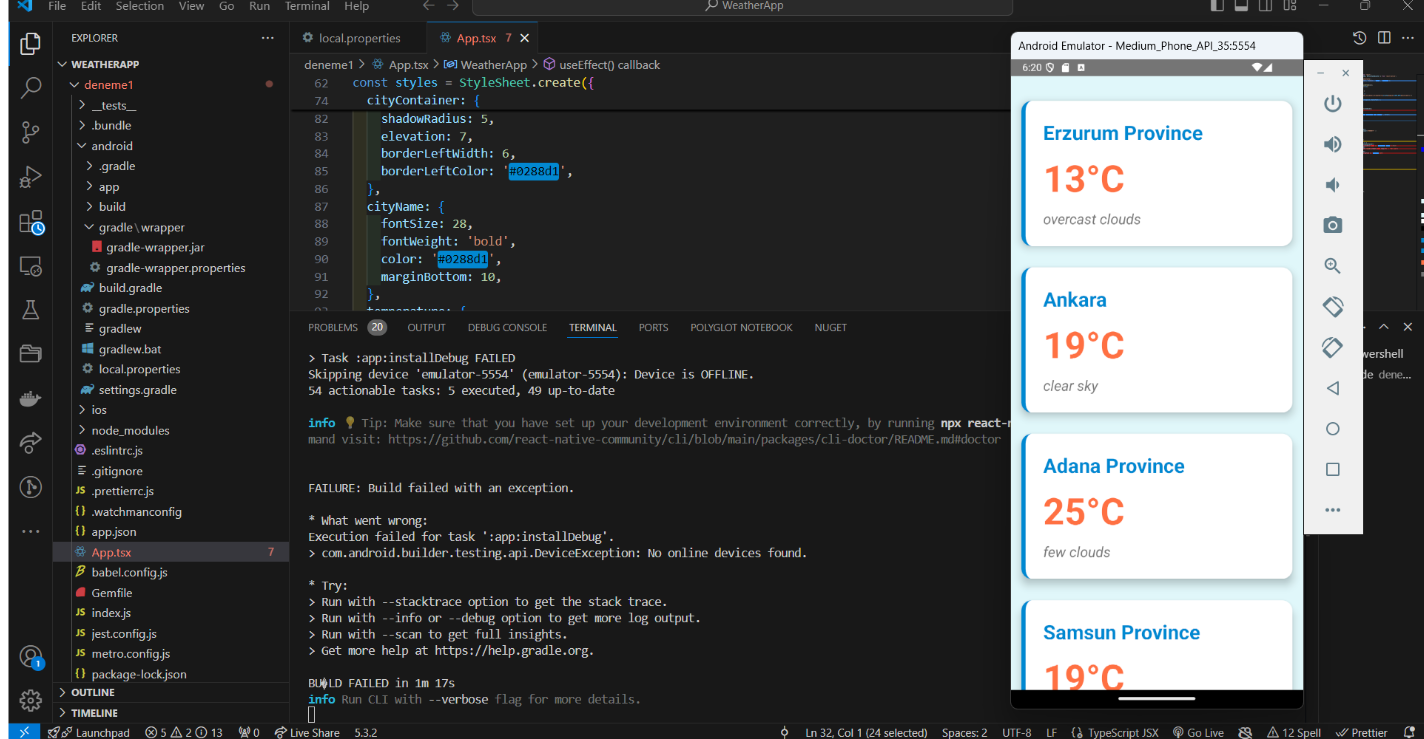 File Edit Selection View Go Run Terminal Help
WeatherApp
EXPLORER
WEATHERAPP
deneme1
__tests__
.bundle
android
.gradle
app
build
gradle\wrapper
gradle-wrapper.jar
gradle-wrapper.properties
build.gradle
gradle.properties
gradlew
gradlew.bat
local.properties
settings.gradle
ios
node_modules
.eslintrc.js
.gitignore
JS .prettierrc.js
.watchmanconfig
{} app.json
App.tsx 7
babel.config.js
Gemfile
JS index.js
JS jest.config.js
JS metro.config.js
{} package-lock.json
OUTLINE
TIMELINE
1
local.properties
App.tsx 7
deneme1 > App.tsx > WeatherApp > useEffect() callback
62 const styles = StyleSheet.create({
74 cityContainer: {
82 shadowRadius: 5,
83 elevation: 7,
84 borderLeftWidth: 6,
85 borderLeftColor: '#0288d1',
86 },
87 cityName: {
88 fontSize: 28,
89 fontWeight: 'bold',
90 color: '#0288d1',
91 marginBottom: 10,
92 },
PROBLEMS 20 OUTPUT DEBUG CONSOLE TERMINAL PORTS POLYGLOT NOTEBOOK NUGET
> Task :app:installDebug FAILED
Skipping device 'emulator-5554' (emulator-5554): Device is OFFLINE.
54 actionable tasks: 5 executed, 49 up-to-date
info 💡 Tip: Make sure that you have set up your development environment correctly, by running npx react-n
mand visit: https://github.com/react-native-community/cli/blob/main/packages/cli-doctor/README.md#doctor
FAILURE: Build failed with an exception.
* What went wrong:
Execution failed for task ':app:installDebug'.
> com.android.builder.testing.api.DeviceException: No online devices found.
* Try:
> Run with --stacktrace option to get the stack trace.
> Run with --info or --debug option to get more log output.
> Run with --scan to get full insights.
> Get more help at https://help.gradle.org.
BU�LD FAILED in 1m 17s
info Run CLI with --verbose flag for more details.
Android Emulator - Medium_Phone_API_35:5554
6:20
Erzurum Province
13°C
overcast clouds
Ankara
19°C
clear sky
Adana Province
25°C
few clouds
Samsun Province
19°C
wershell
de dene...
Launchpad 5 2 13 0 Live Share 5.3.2
Ln 32, Col 1 (24 selected) Spaces: 2 UTF-8 LF {} TypeScript JSX Go Live 12 Spell Prettier